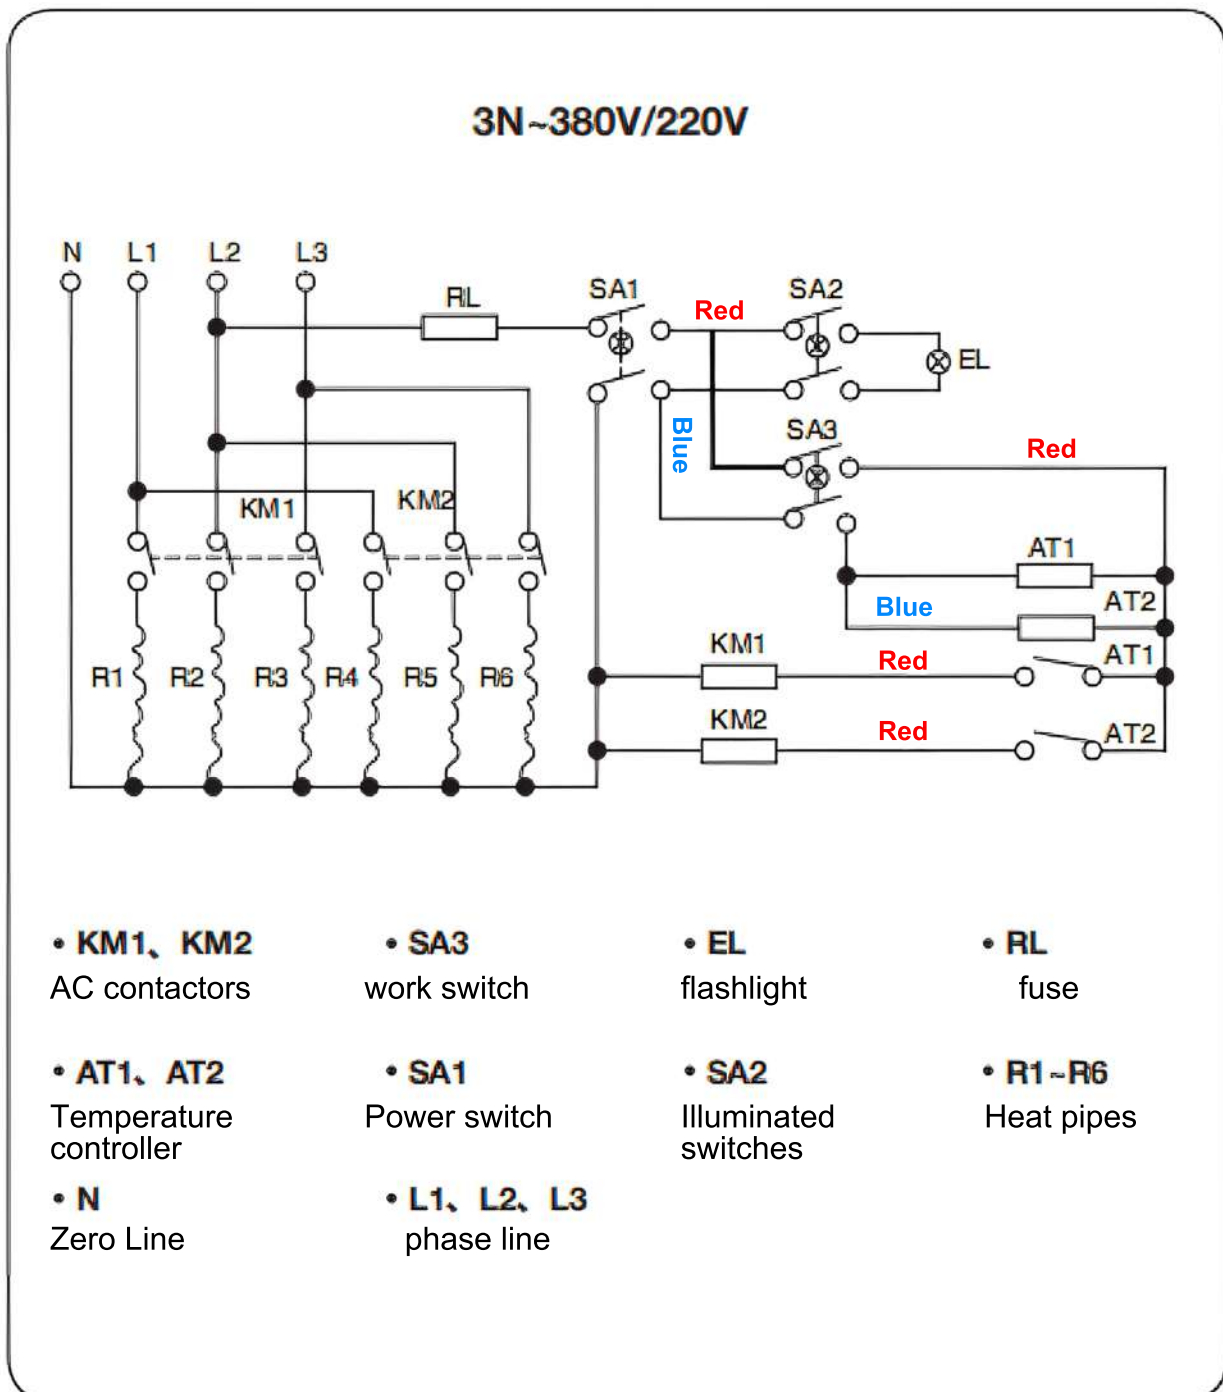 3N~380V/220V
N L1 L2 L3
RL SA1 Red SA2
EL
Blue SA3 Red
KM1 KM2
AT1
Blue AT2
KM1 Red AT1
R1 R2 R3 R4 R5 R6
KM2 Red AT2
• KM1、KM2 • SA3 • EL • RL
AC contactors work switch flashlight fuse
• AT1、AT2 • SA1 • SA2 • R1~R6
Temperature Power switch Illuminated Heat pipes
controller switches
• N • L1、L2、L3
Zero Line phase line